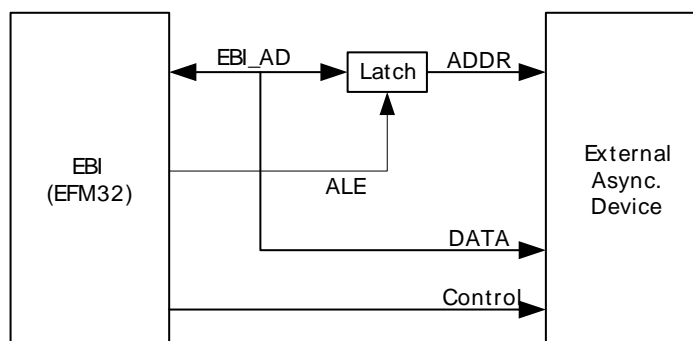 EBI_AD
Latch
ADDR
EBI
(EFM32)
ALE
External
Async.
Device
DATA
Control